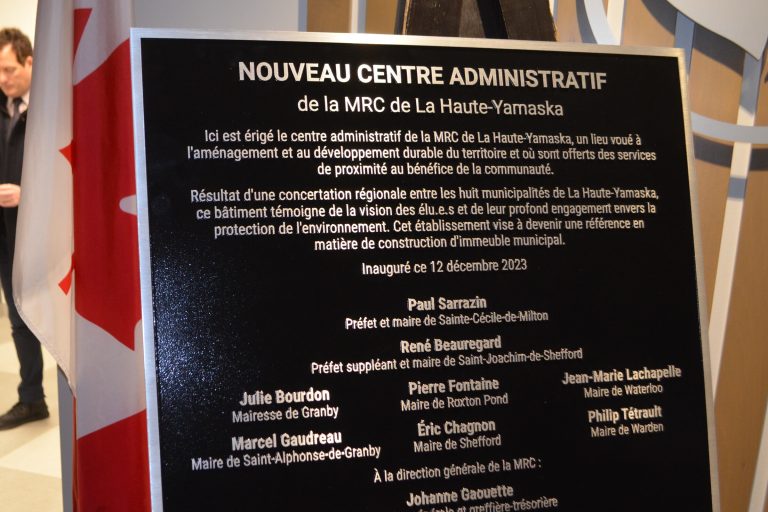 NOUVEAU CENTRE ADMINISTRATIF
de la MRC de La Haute-Yamaska
Ici est érigé le centre administratif de la MRC de La Haute-Yamaska, un lieu voué à
l'aménagement et au développement durable du territoire et où sont offerts des services
de proximité au bénéfice de la communauté.
Résultat d'une concertation régionale entre les huit municipalités de La Haute-Yamaska,
ce bâtiment témoigne de la vision des élu.e.s et de leur profond engagement envers la
protection de l'environnement. Cet établissement vise à devenir une référence en
matière de construction d'immeuble municipal.
Inauguré ce 12 décembre 2023
Paul Sarrazin
Préfet et maire de Sainte-Cécile-de-Milton
René Beauregard
Préfet suppléant et maire de Saint-Joachim-de-Shefford
Julie Bourdon
Mairesse de Granby
Pierre Fontaine
Maire de Roxton Pond
Jean-Marie Lachapelle
Maire de Waterloo
Marcel Gaudreau
Maire de Saint-Alphonse-de-Granby
Éric Chagnon
Maire de Shefford
Philip Tétrault
Maire de Warden
À la direction générale de la MRC :
Johanne Gaouette
et greffière-trésorière